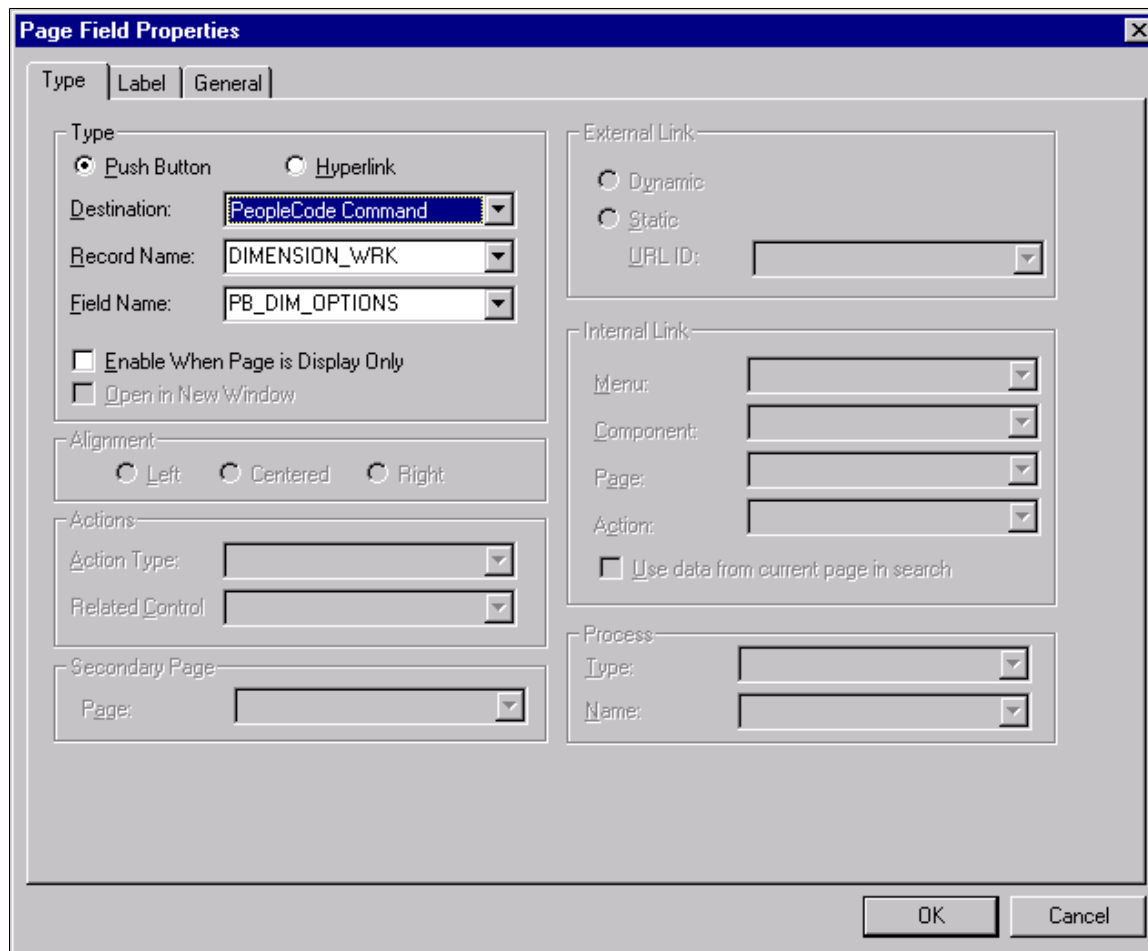 Page Field Properties
Type Label General
Type
Push Button Hyperlink
Destination: PeopleCode Command
Record Name: DIMENSION_WRK
Field Name: PB_DIM_OPTIONS
Enable When Page is Display Only
Open in New Window
Alignment
Left Centered Right
Actions
Action Type:
Related Control
Secondary Page
Page:
External Link
Dynamic
Static
URL ID:
Internal Link
Menu:
Component:
Page:
Action:
Use data from current page in search
Process
Type:
Name:
OK Cancel